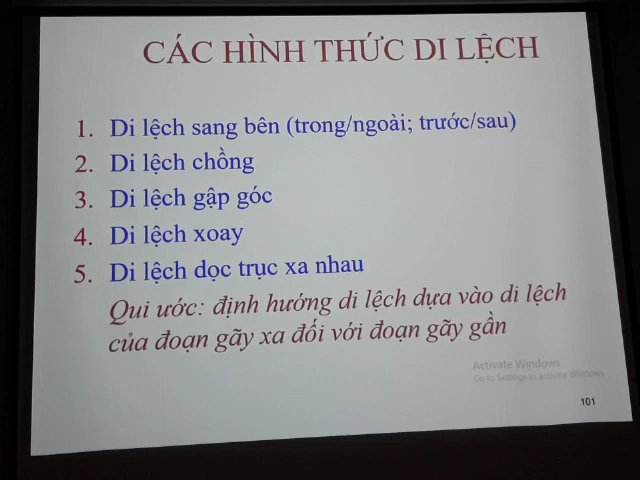 CÁC HÌNH THỨC DI LỆCH
1. Di lệch sang bên (trong/ngoài; trước/sau)
2. Di lệch chồng
3. Di lệch gập góc
4. Di lệch xoay
5. Di lệch dọc trục xa nhau
Qui ước: định hướng di lệch dựa vào di lệch
của đoạn gãy xa đối với đoạn gãy gần
Activate Windows
Go to Settings to activate Windows.
101